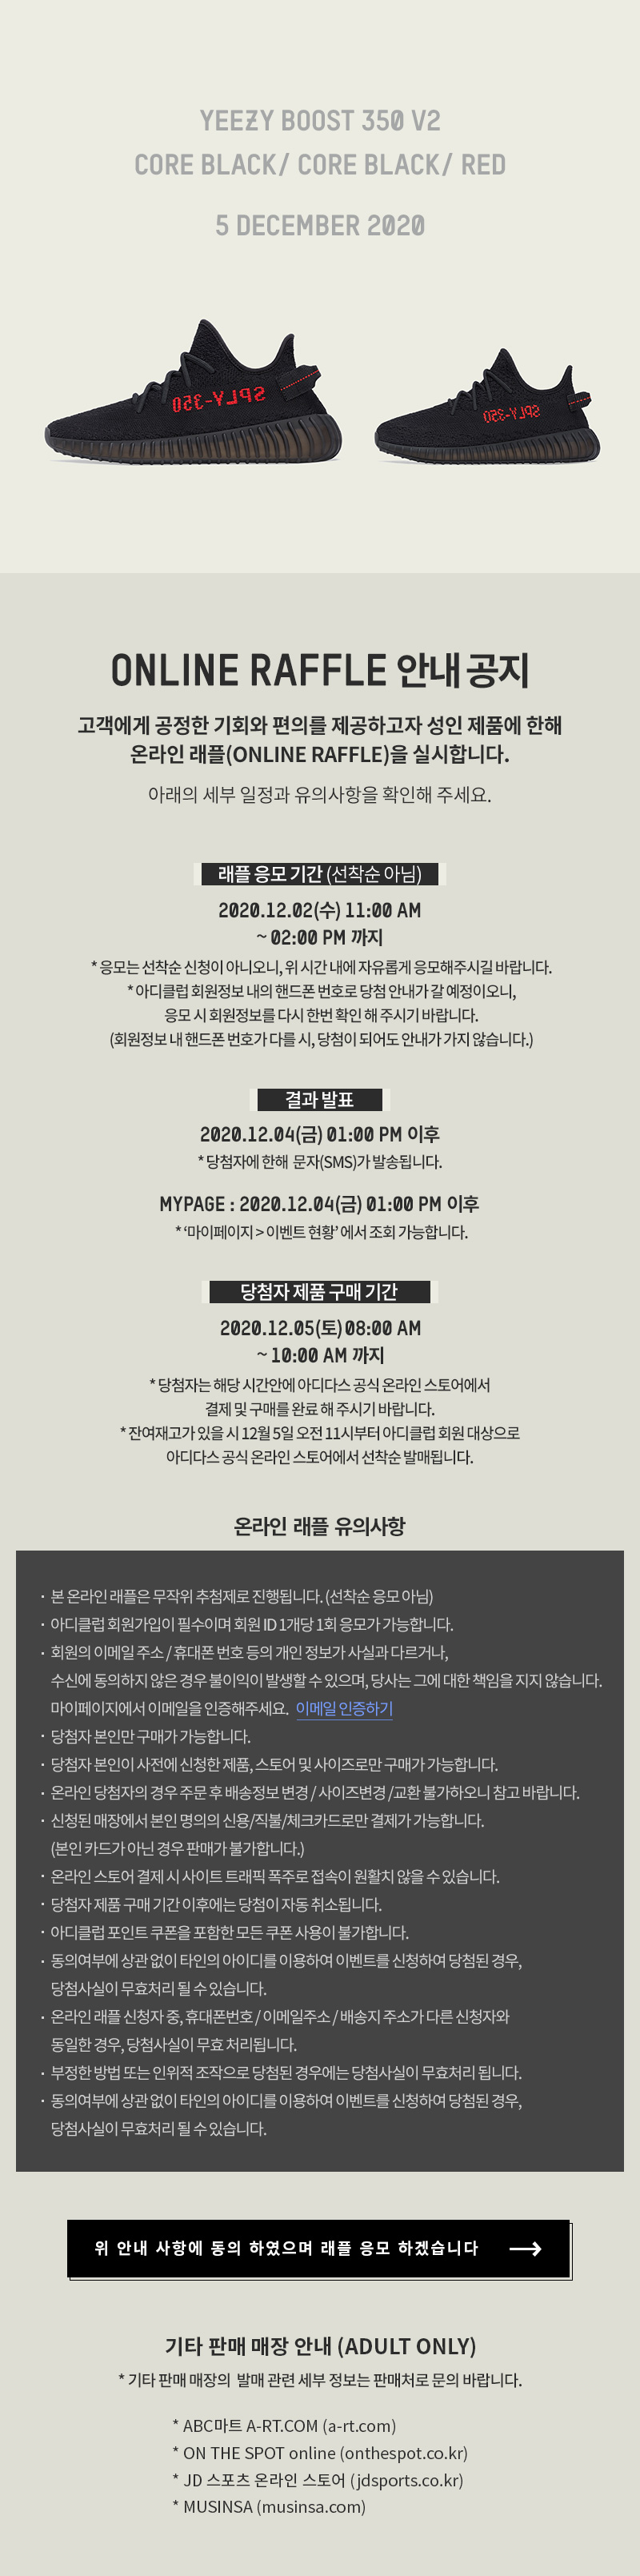 YEEZY BOOST 350 V2
CORE BLACK/ CORE BLACK/ RED
5 DECEMBER 2020
SPLY-350
SPLY-350
ONLINE RAFFLE 안내 공지
고객에게 공정한 기회와 편의를 제공하고자 성인 제품에 한해
온라인 래플(ONLINE RAFFLE)을 실시합니다.
아래의 세부 일정과 유의사항을 확인해 주세요.
래플 응모 기간 (선착순 아님)
2020.12.02(수) 11:00 AM
~ 02:00 PM 까지
* 응모는 선착순 신청이 아니오니, 위 시간 내에 자유롭게 응모해주시길 바랍니다.
* 아디클럽 회원정보 내의 핸드폰 번호로 당첨 안내가 갈 예정이오니,
응모 시 회원정보를 다시 한번 확인 해 주시기 바랍니다.
(회원정보 내 핸드폰 번호가 다를 시, 당첨이 되어도 안내가 가지 않습니다.)
결과 발표
2020.12.04(금) 01:00 PM 이후
* 당첨자에 한해 문자(SMS)가 발송됩니다.
MYPAGE : 2020.12.04(금) 01:00 PM 이후
* ‘마이페이지 > 이벤트 현황’ 에서 조회 가능합니다.
당첨자 제품 구매 기간
2020.12.05(토) 08:00 AM
~ 10:00 AM 까지
* 당첨자는 해당 시간안에 아디다스 공식 온라인 스토어에서
결제 및 구매를 완료 해 주시기 바랍니다.
* 잔여재고가 있을 시 12월 5일 오전 11시부터 아디클럽 회원 대상으로
아디다스 공식 온라인 스토어에서 선착순 발매됩니다.
온라인 래플 유의사항
· 본 온라인 래플은 무작위 추첨제로 진행됩니다. (선착순 응모 아님)
· 아디클럽 회원가입이 필수이며 회원 ID 1개당 1회 응모가 가능합니다.
· 회원의 이메일 주소 / 휴대폰 번호 등의 개인 정보가 사실과 다르거나,
수신에 동의하지 않은 경우 불이익이 발생할 수 있으며, 당사는 그에 대한 책임을 지지 않습니다.
마이페이지에서 이메일을 인증해주세요. 이메일 인증하기
· 당첨자 본인만 구매가 가능합니다.
· 당첨자 본인이 사전에 신청한 제품, 스토어 및 사이즈로만 구매가 가능합니다.
· 온라인 당첨자의 경우 주문 후 배송정보 변경 / 사이즈변경 /교환 불가하오니 참고 바랍니다.
· 신청된 매장에서 본인 명의의 신용/직불/체크카드로만 결제가 가능합니다.
(본인 카드가 아닌 경우 판매가 불가합니다.)
· 온라인 스토어 결제 시 사이트 트래픽 폭주로 접속이 원활치 않을 수 있습니다.
· 당첨자 제품 구매 기간 이후에는 당첨이 자동 취소됩니다.
· 아디클럽 포인트 쿠폰을 포함한 모든 쿠폰 사용이 불가합니다.
· 동의여부에 상관 없이 타인의 아이디를 이용하여 이벤트를 신청하여 당첨된 경우,
당첨사실이 무효처리 될 수 있습니다.
· 온라인 래플 신청자 중, 휴대폰번호 / 이메일주소 / 배송지 주소가 다른 신청자와
동일한 경우, 당첨사실이 무효 처리됩니다.
· 부정한 방법 또는 인위적 조작으로 당첨된 경우에는 당첨사실이 무효처리 됩니다.
· 동의여부에 상관 없이 타인의 아이디를 이용하여 이벤트를 신청하여 당첨된 경우,
당첨사실이 무효처리 될 수 있습니다.
위 안내 사항에 동의 하였으며 래플 응모 하겠습니다 →
기타 판매 매장 안내 (ADULT ONLY)
* 기타 판매 매장의 발매 관련 세부 정보는 판매처로 문의 바랍니다.
* ABC마트 A-RT.COM (a-rt.com)
* ON THE SPOT online (onthespot.co.kr)
* JD 스포츠 온라인 스토어 (jdsports.co.kr)
* MUSINSA (musinsa.com)